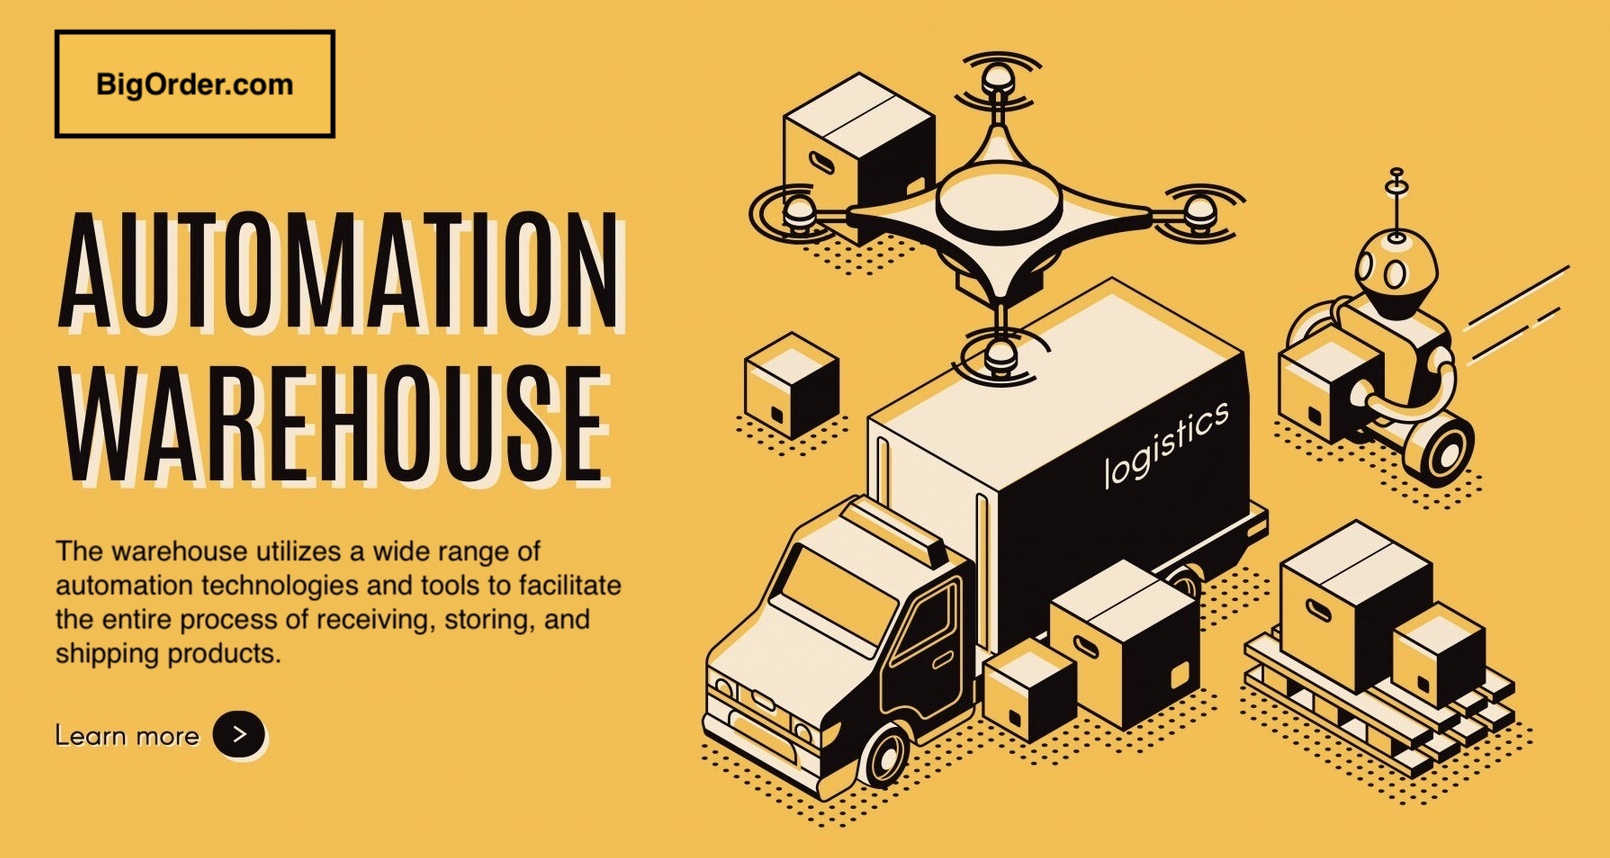 BigOrder.com
AUTOMATION
WAREHOUSE
The warehouse utilizes a wide range of
automation technologies and tools to facilitate
the entire process of receiving, storing, and
shipping products.
Learn more
logistics